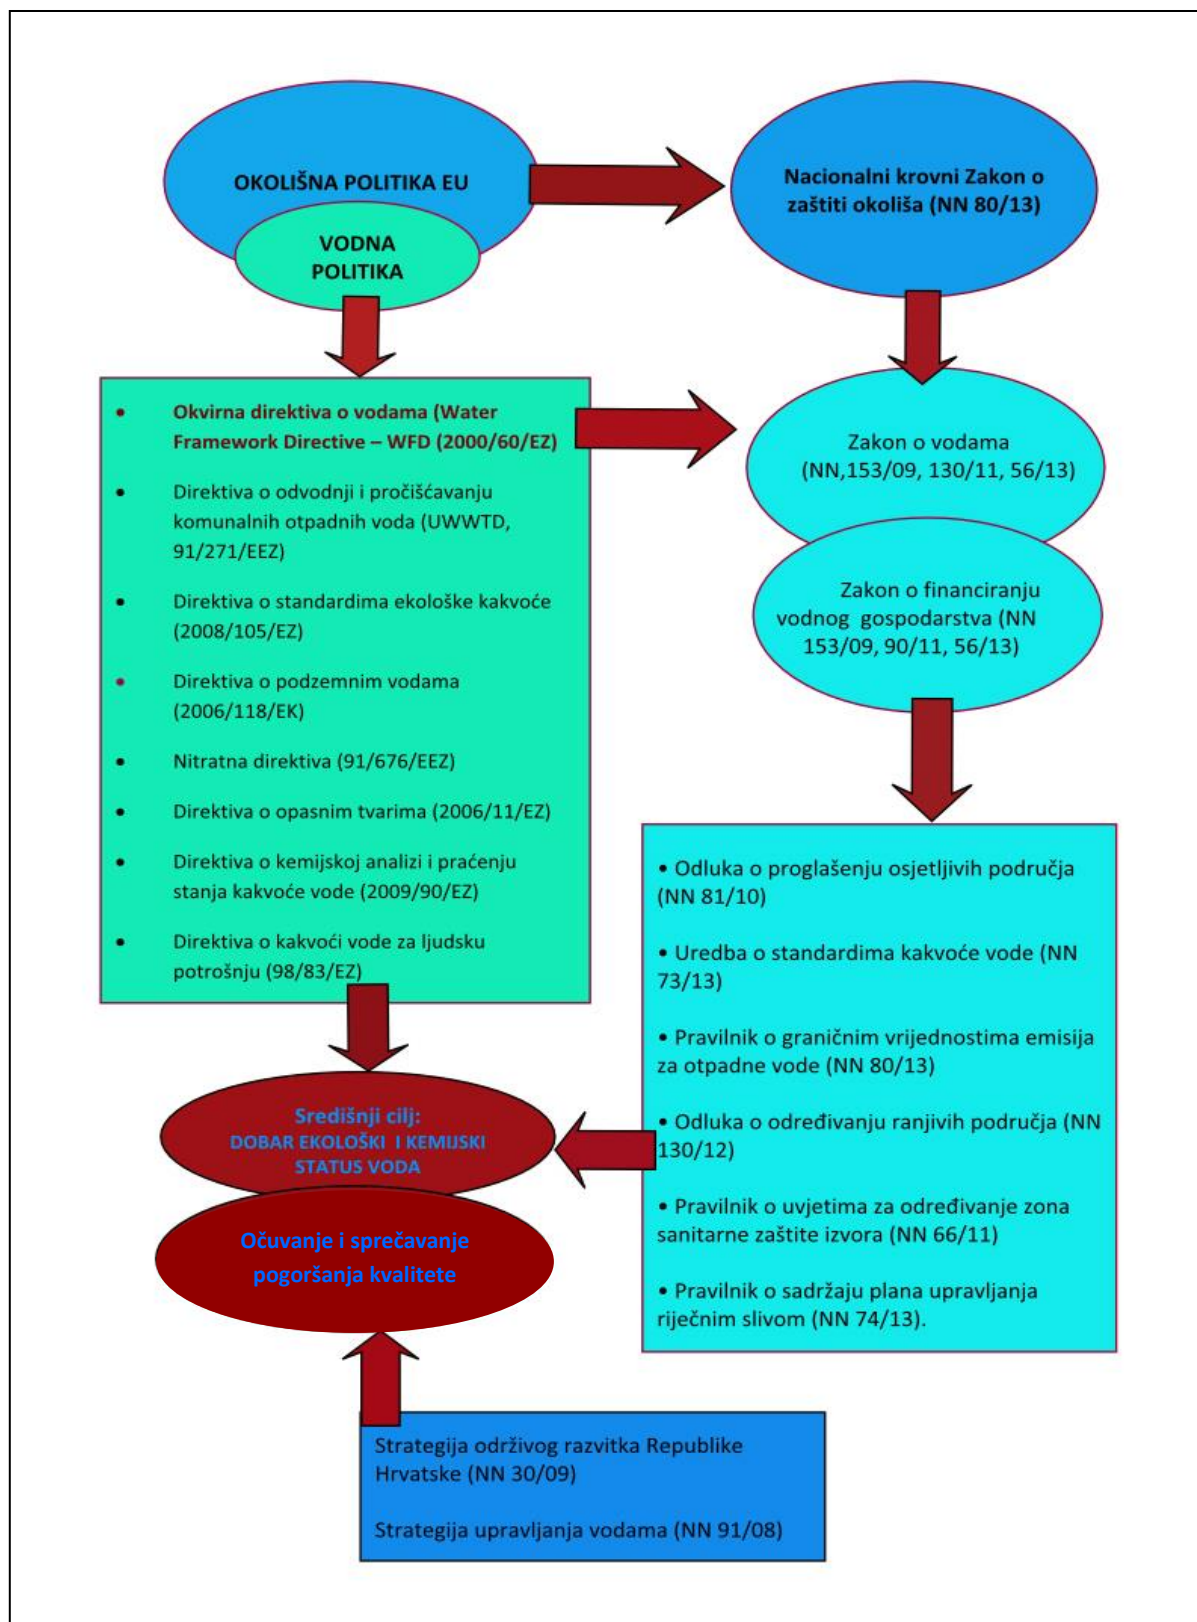 OKOLIŠNA POLITIKA EU
VODNA
POLITIKA
Nacionalni krovni Zakon o
zaštiti okoliša (NN 80/13)
• Okvirna direktiva o vodama (Water
Framework Directive – WFD (2000/60/EZ)
• Direktiva o odvodnji i pročišćavanju
komunalnih otpadnih voda (UWWTD,
91/271/EEZ)
• Direktiva o standardima ekološke kakvoće
(2008/105/EZ)
• Direktiva o podzemnim vodama
(2006/118/EK)
• Nitratna direktiva (91/676/EEZ)
• Direktiva o opasnim tvarima (2006/11/EZ)
• Direktiva o kemijskoj analizi i praćenju
stanja kakvoće vode (2009/90/EZ)
• Direktiva o kakvoći vode za ljudsku
potrošnju (98/83/EZ)
Zakon o vodama
(NN,153/09, 130/11, 56/13)
Zakon o financiranju
vodnog gospodarstva (NN
153/09, 90/11, 56/13)
• Odluka o proglašenju osjetljivih područja
(NN 81/10)
• Uredba o standardima kakvoće vode (NN
73/13)
• Pravilnik o graničnim vrijednostima emisija
za otpadne vode (NN 80/13)
• Odluka o određivanju ranjivih područja (NN
130/12)
• Pravilnik o uvjetima za određivanje zona
sanitarne zaštite izvora (NN 66/11)
• Pravilnik o sadržaju plana upravljanja
riječnim slivom (NN 74/13).
Središnji cilj:
DOBAR EKOLOŠKI I KEMIJSKI
STATUS VODA
Očuvanje i sprečavanje
pogoršanja kvalitete
Strategija održivog razvitka Republike
Hrvatske (NN 30/09)
Strategija upravljanja vodama (NN 91/08)